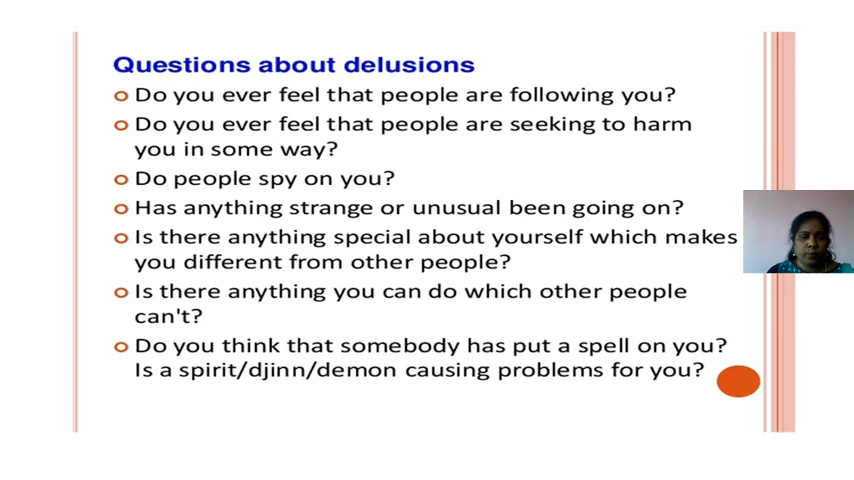 Questions about delusions
Do you ever feel that people are following you?
Do you ever feel that people are seeking to harm
you in some way?
Do people spy on you?
Has anything strange or unusual been going on?
Is there anything special about yourself which makes
you different from other people?
Is there anything you can do which other people
can't?
Do you think that somebody has put a spell on you?
Is a spirit/djinn/demon causing problems for you?